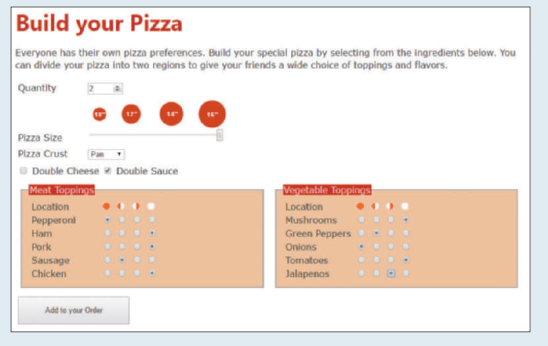 Build your Pizza
Everyone has their own pizza preferences. Build your special pizza by selecting from the ingredients below. You
can divide your pizza into two regions to give your friends a wide choice of toppings and flavors.
Quantity 2
12" 14" 16"
Pizza Size
Pizza Crust Pan
Double Cheese Double Sauce
Meat Toppings
Location
Pepperoni
Ham
Pork
Sausage
Chicken
Vegetable Toppings
Location
Mushrooms
Green Peppers
Onions
Tomatoes
Jalapenos
Add to your Order